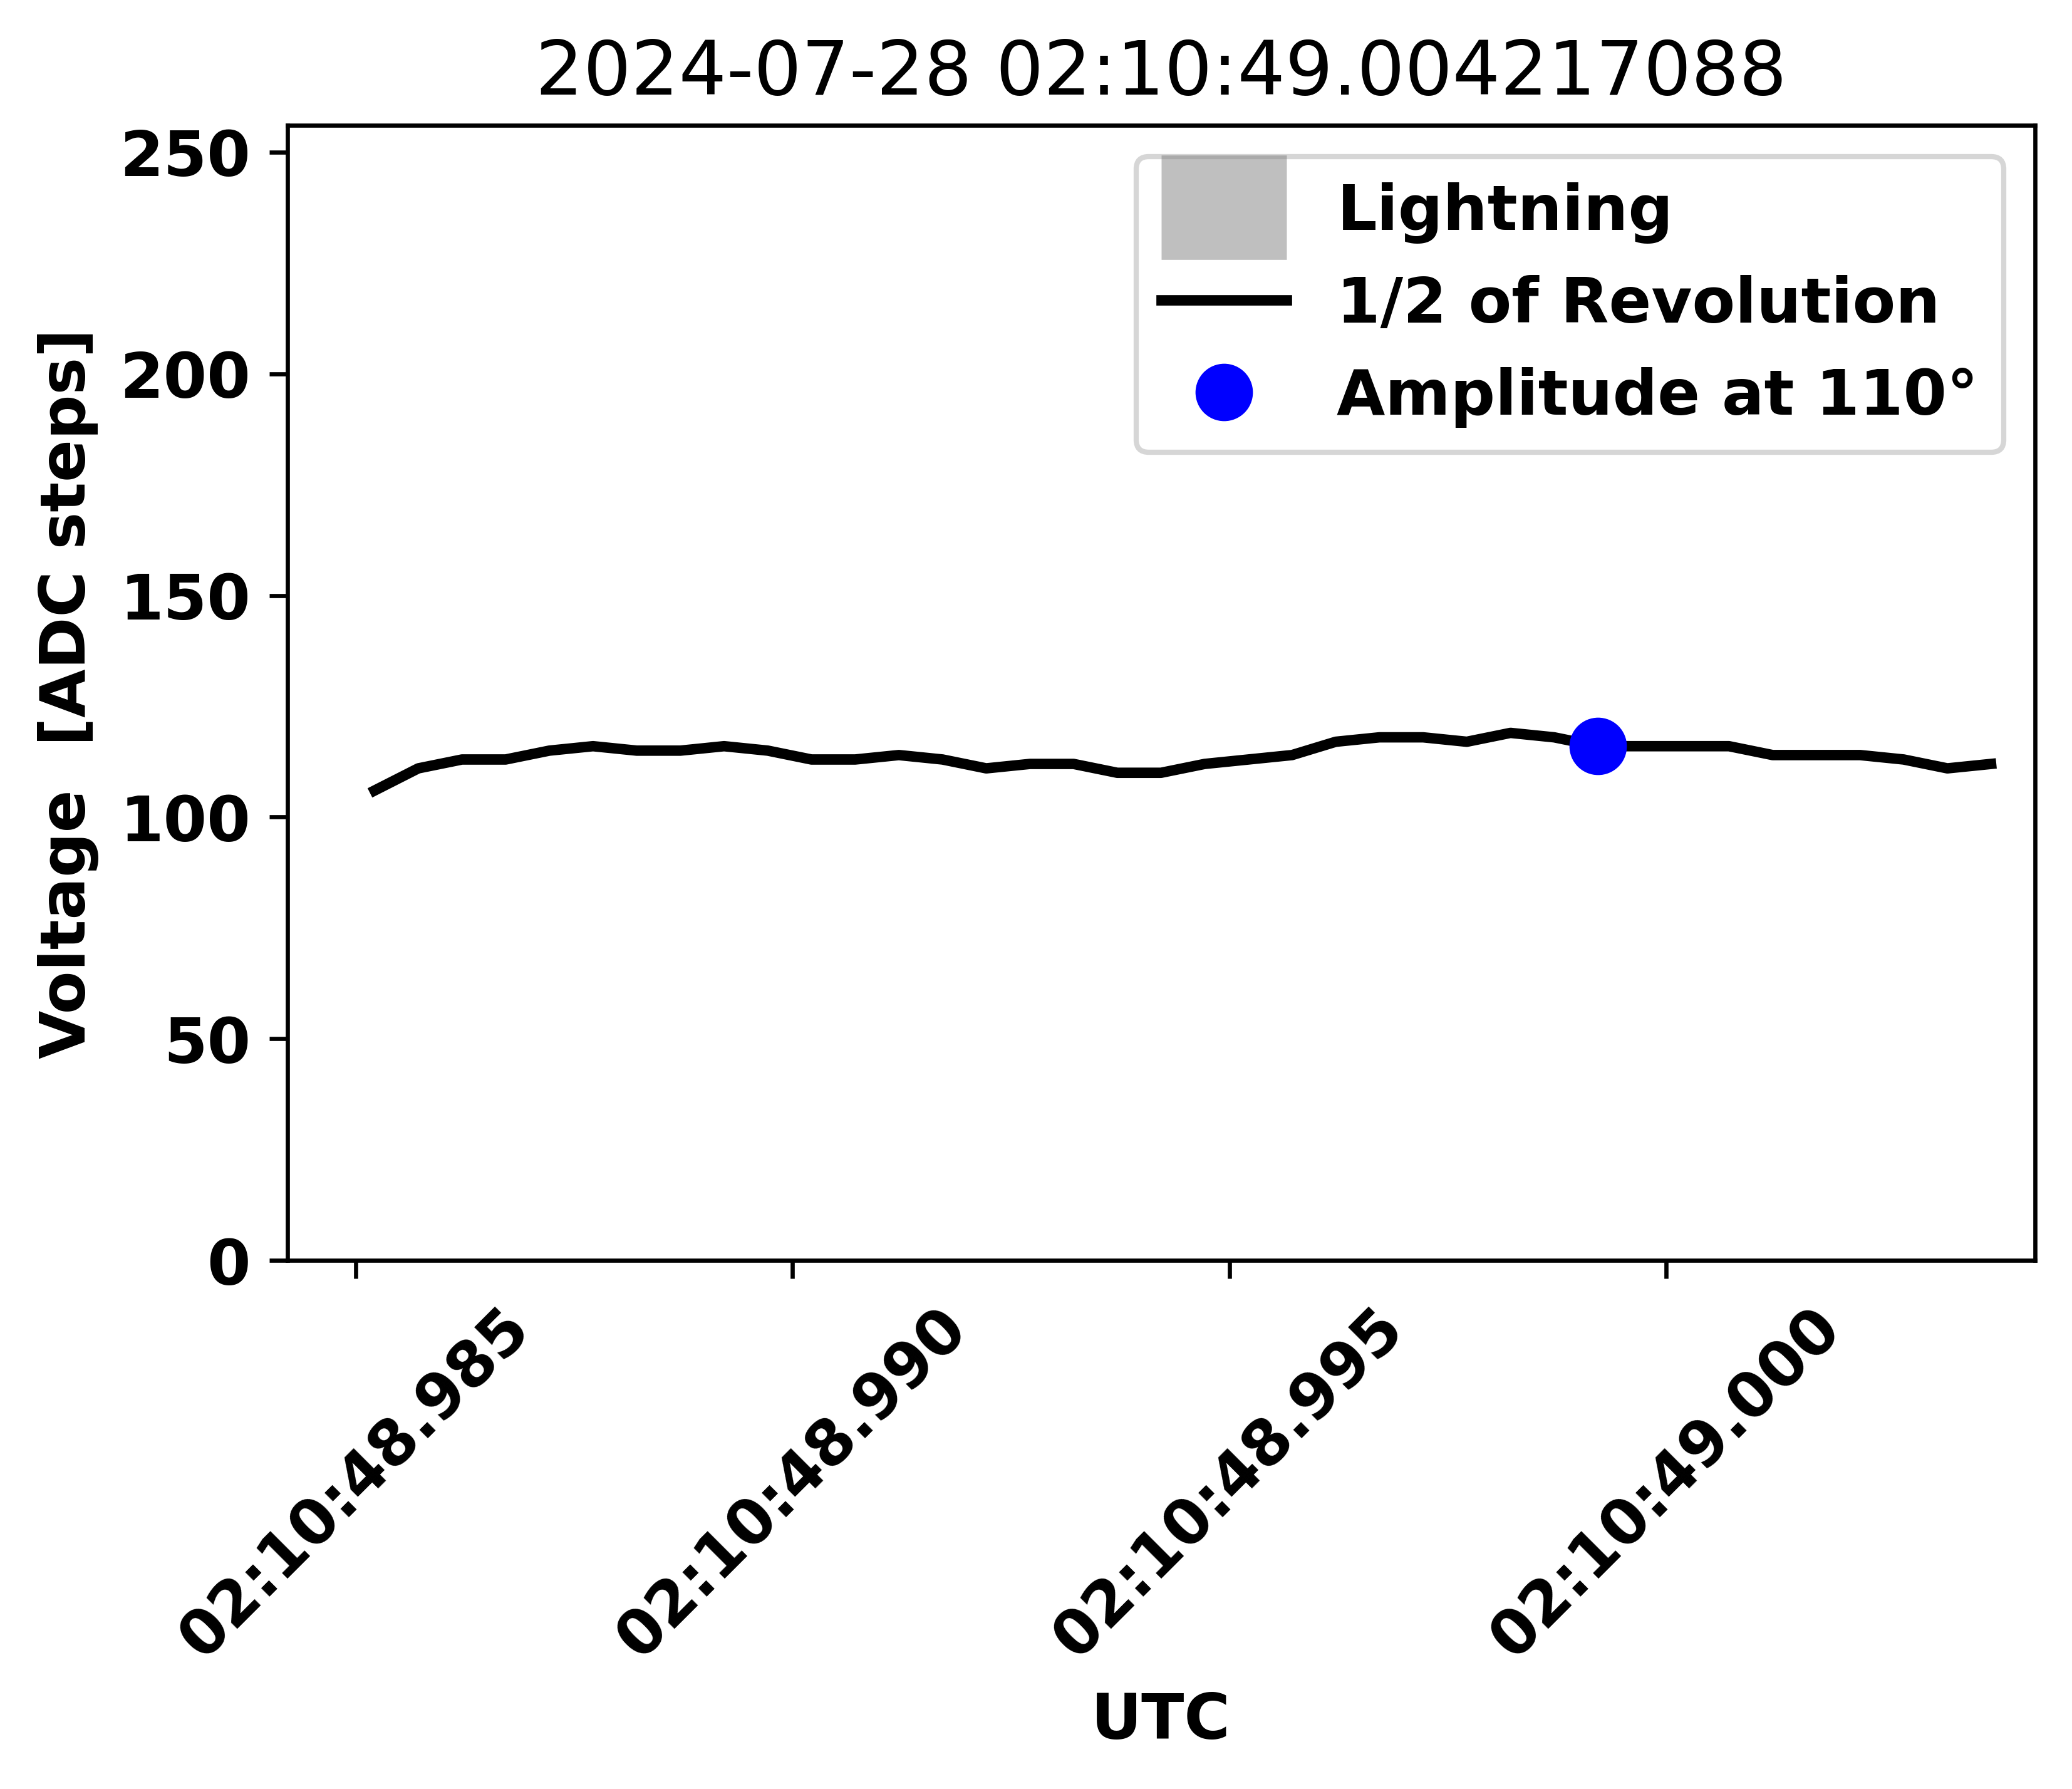 2024-07-28 02:10:49.004217088
Lightning
1/2 of Revolution
Amplitude at 110°
Voltage [ADC steps]
250
200
150
100
50
0
02:10:48.985
02:10:48.990
02:10:48.995
02:10:49.000
UTC